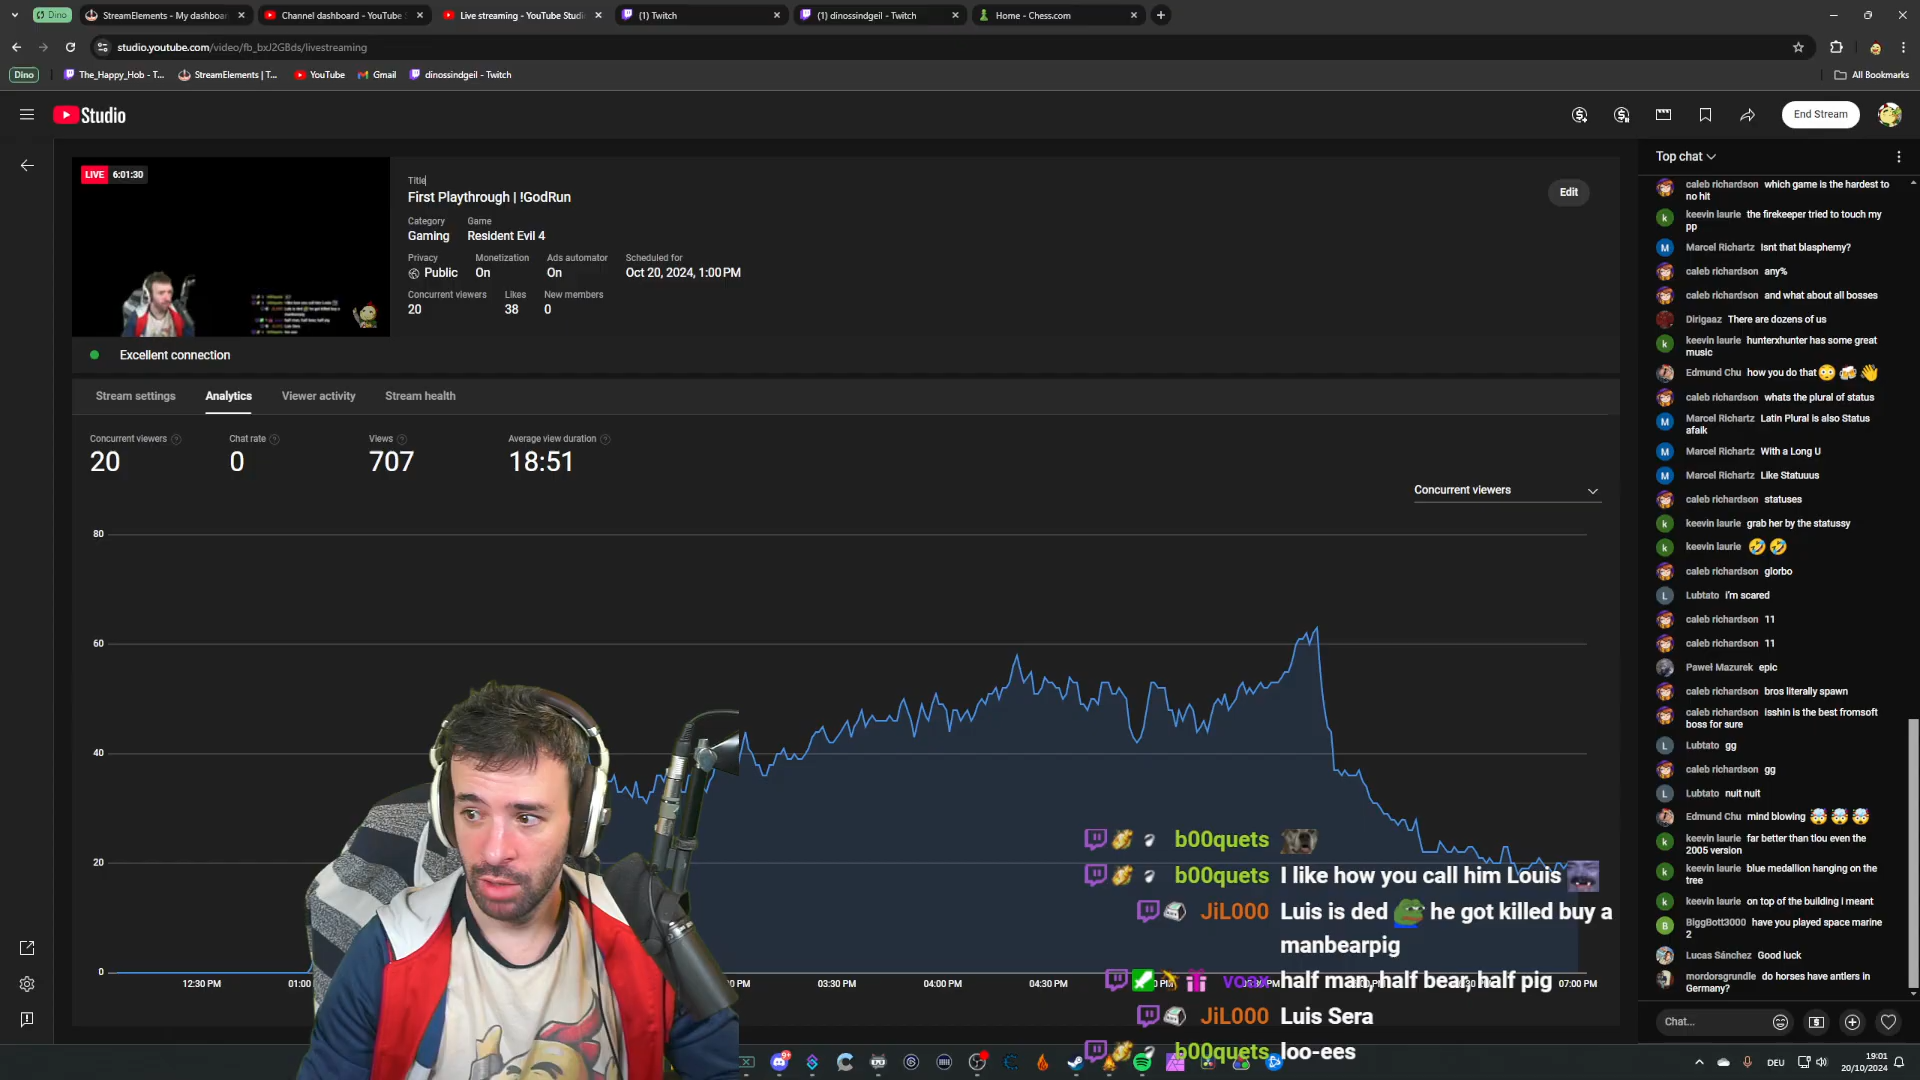 Dino
StreamElements - My dashboar
Channel dashboard - YouTube
Live streaming - YouTube Studi
(1) Twitch
(1) dinossindgeil - Twitch
Home - Chess.com
studio.youtube.com/video/fb_bxJ2GBds/livestreaming
Dino
The_Happy_Hob - T...
StreamElements | T...
YouTube
Gmail
dinossindgeil - Twitch
All Bookmarks
Studio
End Stream
LIVE 6:01:30
Title
First Playthrough | !GodRun
Edit
Category Game
Gaming Resident Evil 4
Privacy Monetization Ads automator Scheduled for
Public On On Oct 20, 2024, 1:00 PM
Concurrent viewers Likes New members
20 38 0
Excellent connection
Stream settings Analytics Viewer activity Stream health
Concurrent viewers Chat rate Views Average view duration
20 0 707 18:51
Concurrent viewers
80
60
40
20
0
12:30 PM 01:00 03:30 PM 04:00 PM 04:30 PM 07:00 PM
b00quets
b00quets I like how you call him Louis
JiL000 Luis is ded he got killed buy a
manbearpig
voax half man, half bear, half pig
JiL000 Luis Sera
b00quets loo-ees
Top chat
caleb richardson which game is the hardest to
no hit
keevin laurie the firekeeper tried to touch my
pp
Marcel Richartz Isnt that blasphemy?
caleb richardson any%
caleb richardson and what about all bosses
Dirigaaz There are dozens of us
keevin laurie hunterxhunter has some great
music
Edmund Chu how you do that😳🍻👋
caleb richardson whats the plural of status
Marcel Richartz Latin Plural is also Status
afaik
Marcel Richartz With a Long U
Marcel Richartz Like Statuuus
caleb richardson statuses
keevin laurie grab her by the statussy
keevin laurie 🤣🤣
caleb richardson glorbo
Lubtato i'm scared
caleb richardson 11
caleb richardson 11
Paweł Mazurek epic
caleb richardson bros literally spawn
caleb richardson isshin is the best fromsoft
boss for sure
Lubtato gg
caleb richardson gg
Lubtato nuit nuit
Edmund Chu mind blowing 🤯🤯🤯
keevin laurie far better than tlou even the
2005 version
keevin laurie blue medallion hanging on the
tree
keevin laurie on top of the building i meant
BiggBott3000 have you played space marine
2
Lucas Sánchez Good luck
mordorsgrundle do horses have antlers in
Germany?
Chat...
DEU
19:01
20/10/2024